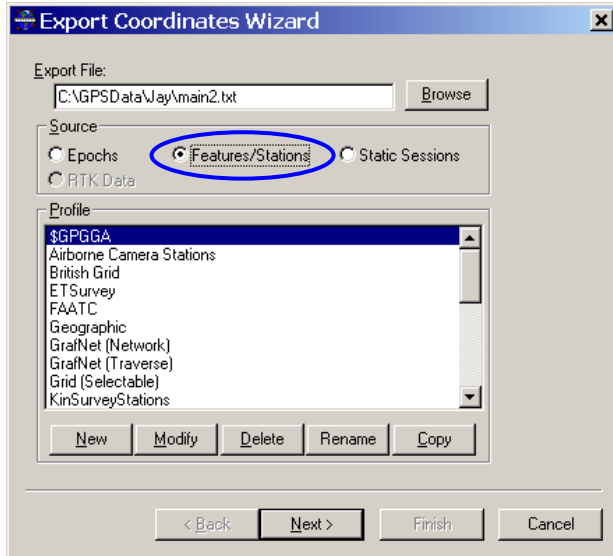 Export Coordinates Wizard
Export File:
C:\GPSData\Jay\main2.txt
Browse
Source
Epochs
Features/Stations
Static Sessions
RTK Data
Profile
$GPGGA
Airborne Camera Stations
British Grid
ETSurvey
FAATC
Geographic
GrafNet (Network)
GrafNet (Traverse)
Grid (Selectable)
KinSurveyStations
New
Modify
Delete
Rename
Copy
< Back
Next >
Finish
Cancel